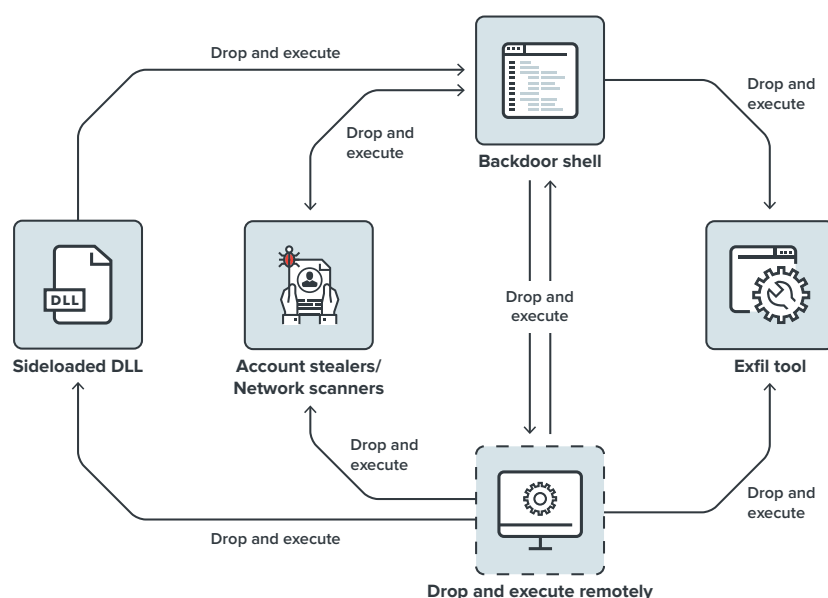 Drop and execute
Drop and
execute
Drop and
execute
Backdoor shell
DLL
Sideloaded DLL
Account stealers/
Network scanners
Drop and
execute
Exfil tool
Drop and
execute
Drop and
execute
Drop and execute
Drop and execute remotely